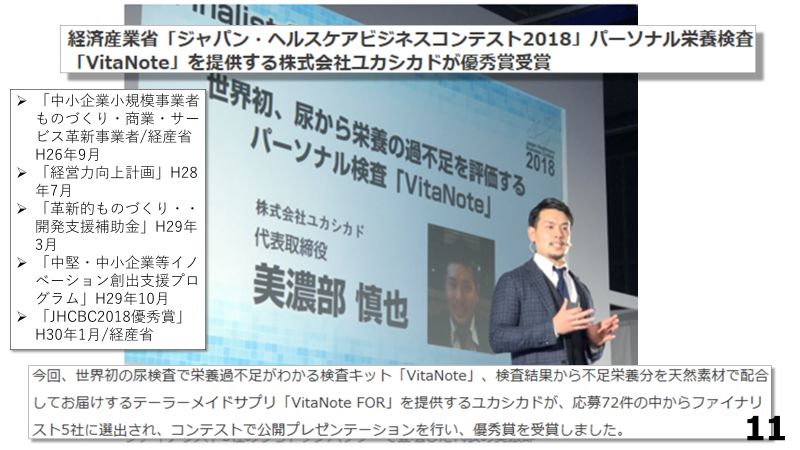 Finalist
経済産業省「ジャパン・ヘルスケアビジネスコンテスト2018」パーソナル栄養検査
「VitaNote」を提供する株式会社ユカシカドが優秀賞受賞
➢ 「中小企業小規模事業者
ものづくり・商業・サー
ビス革新事業者/経産省
H26年9月
➢ 「経営力向上計画」H28
年7月
➢ 「革新的ものづくり・・
開発支援補助金」H29年
3月
➢ 「中堅・中小企業等イノ
ベーション創出支援プロ
グラム」H29年10月
➢ 「JHCBC2018優秀賞」
H30年1月/経産省
世界初、尿から栄養の過不足を評価する
パーソナル検査「VitaNote」
2018
株式会社ユカシカド
代表取締役
美濃部 慎也
今回、世界初の尿検査で栄養過不足がわかる検査キット「VitaNote」、検査結果から不足栄養分を天然素材で配合
してお届けするテーラーメイドサプリ「VitaNote FOR」を提供するユカシカドが、応募72件の中からファイナリ
スト5社に選出され、コンテストで公開プレゼンテーションを行い、優秀賞を受賞しました。
11